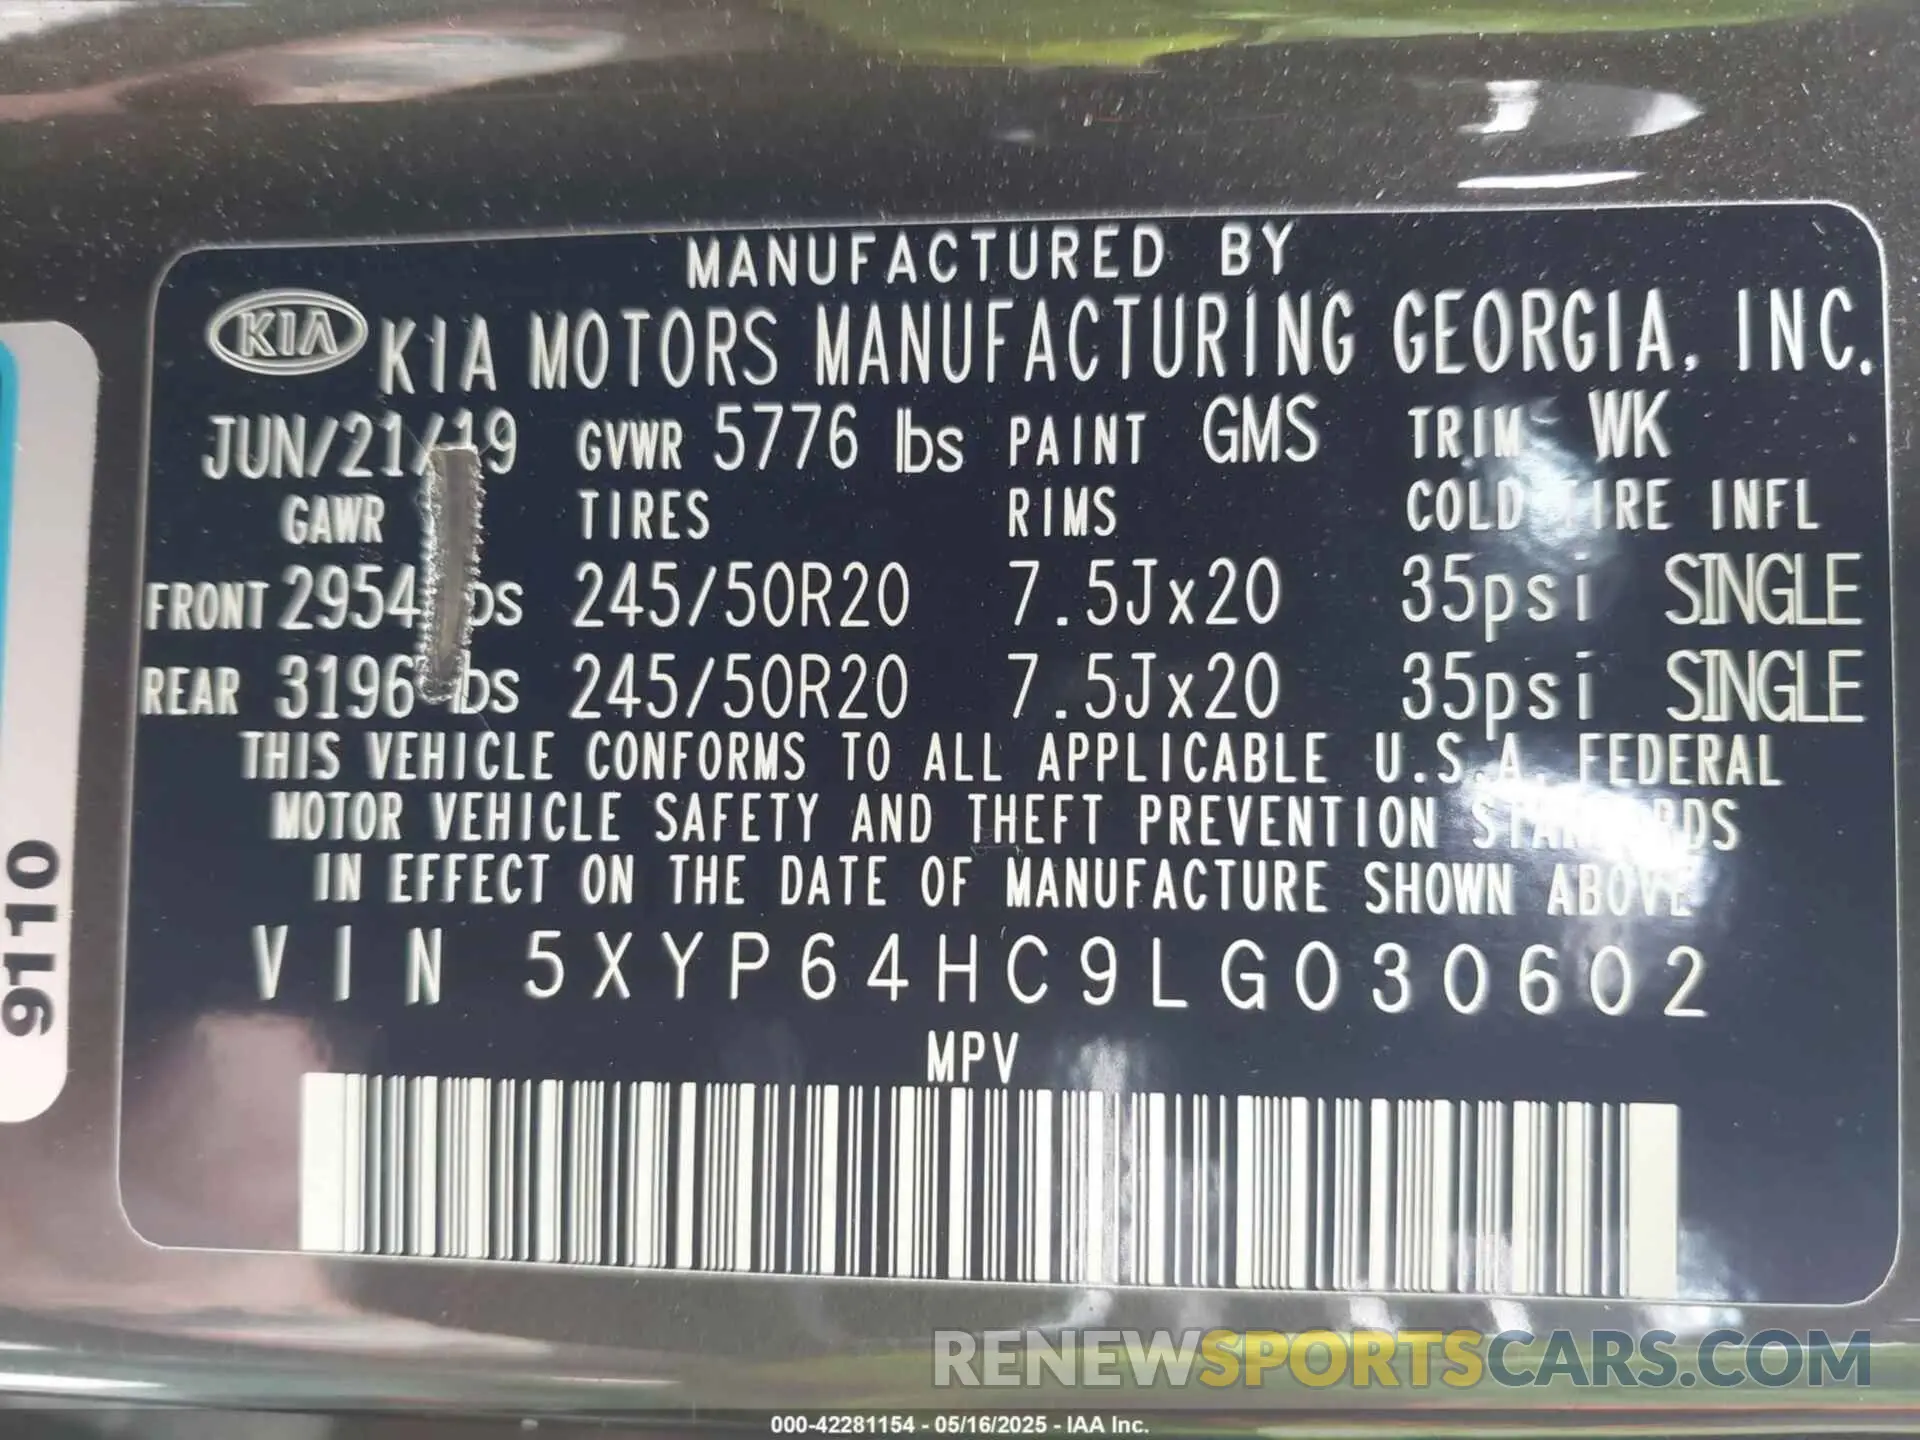 MANUFACTURED BY
KIA KIA MOTORS MANUFACTURING GEORGIA, INC.
JUN/21/19 GVWR 5776 lbs PAINT GMS TRIM WK
GAWR TIRES RIMS COLD TIRE INFL
FRONT 2954 lbs 245/50R20 7.5Jx20 35psi SINGLE
REAR 3196 lbs 245/50R20 7.5Jx20 35psi SINGLE
THIS VEHICLE CONFORMS TO ALL APPLICABLE U.S.A. FEDERAL
MOTOR VEHICLE SAFETY AND THEFT PREVENTION STANDARDS
IN EFFECT ON THE DATE OF MANUFACTURE SHOWN ABOVE
VIN 5XYP64HC9LG030602
MPV
9110
RENEWSPORTSCARS.COM
000-42281154 - 05/16/2025 - IAA Inc.